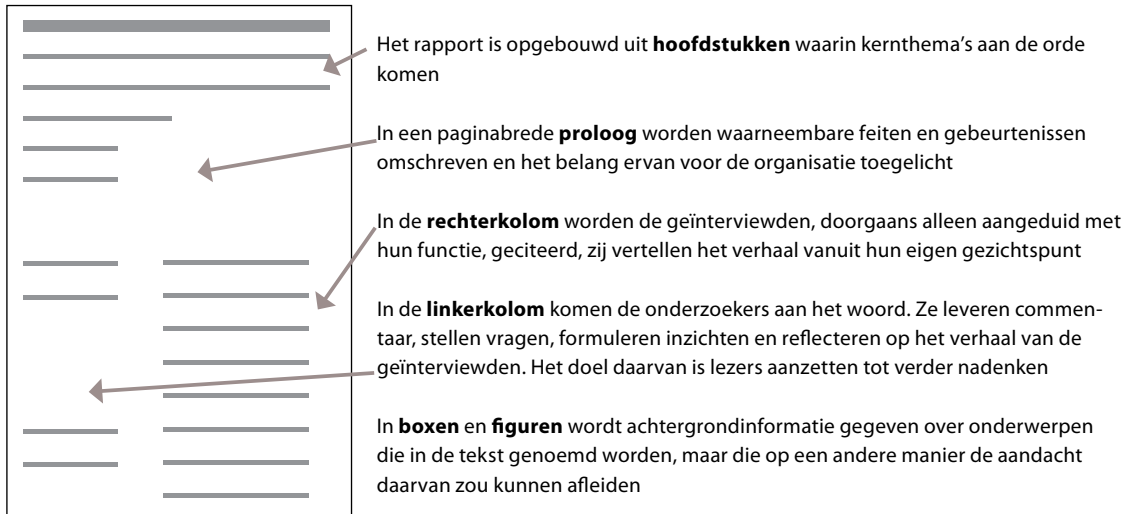 Het rapport is opgebouwd uit hoofdstukken waarin kernthema's aan de orde
komen
In een paginabrede proloog worden waarneembare feiten en gebeurtenissen
omschreven en het belang ervan voor de organisatie toegelicht
In de rechterkolom worden de geïnterviewden, doorgaans alleen aangeduid met
hun functie, geciteerd, zij vertellen het verhaal vanuit hun eigen gezichtspunt
In de linkerkolom komen de onderzoekers aan het woord. Ze leveren commen-
taar, stellen vragen, formuleren inzichten en reflecteren op het verhaal van de
geïnterviewden. Het doel daarvan is lezers aanzetten tot verder nadenken
In boxen en figuren wordt achtergrondinformatie gegeven over onderwerpen
die in de tekst genoemd worden, maar die op een andere manier de aandacht
daarvan zou kunnen afleiden